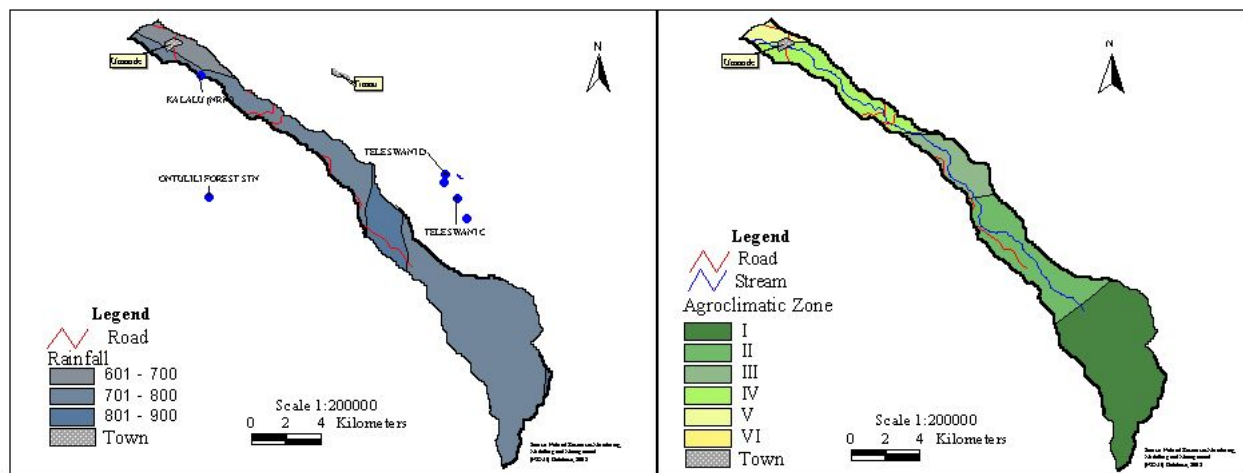 N
KALALU (NRM)
TELESWANI D
ONTULILI FOREST STN
TELESWANI C
Legend
Road
Rainfall
601 - 700
701 - 800
801 - 900
Town
Scale 1:200000
0 2 4 Kilometers
N
Legend
Road
Stream
Agroclimatic Zone
I
II
III
IV
V
VI
Town
Scale 1:200000
0 2 4 Kilometers